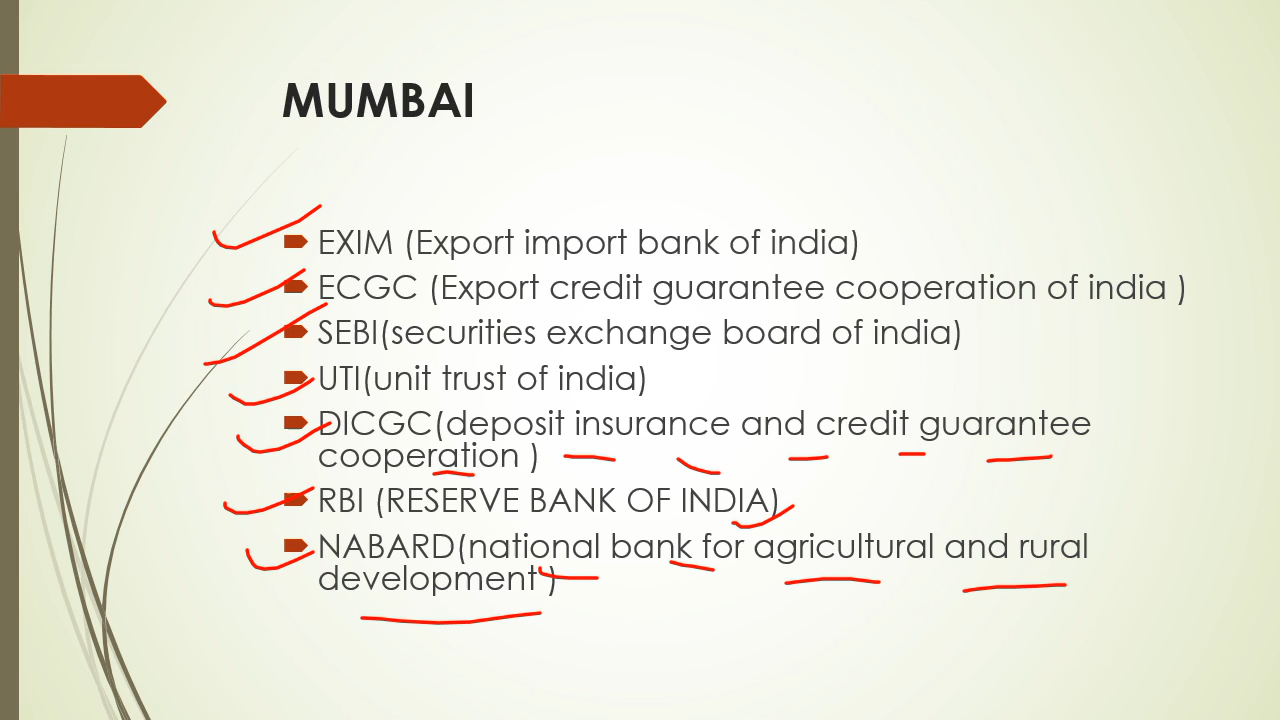 MUMBAI
EXIM (Export import bank of india)
ECGC (Export credit guarantee cooperation of india )
SEBI(securities exchange board of india)
UTI(unit trust of india)
DICGC(deposit insurance and credit guarantee
cooperation )
RBI (RESERVE BANK OF INDIA)
NABARD(national bank for agricultural and rural
development )